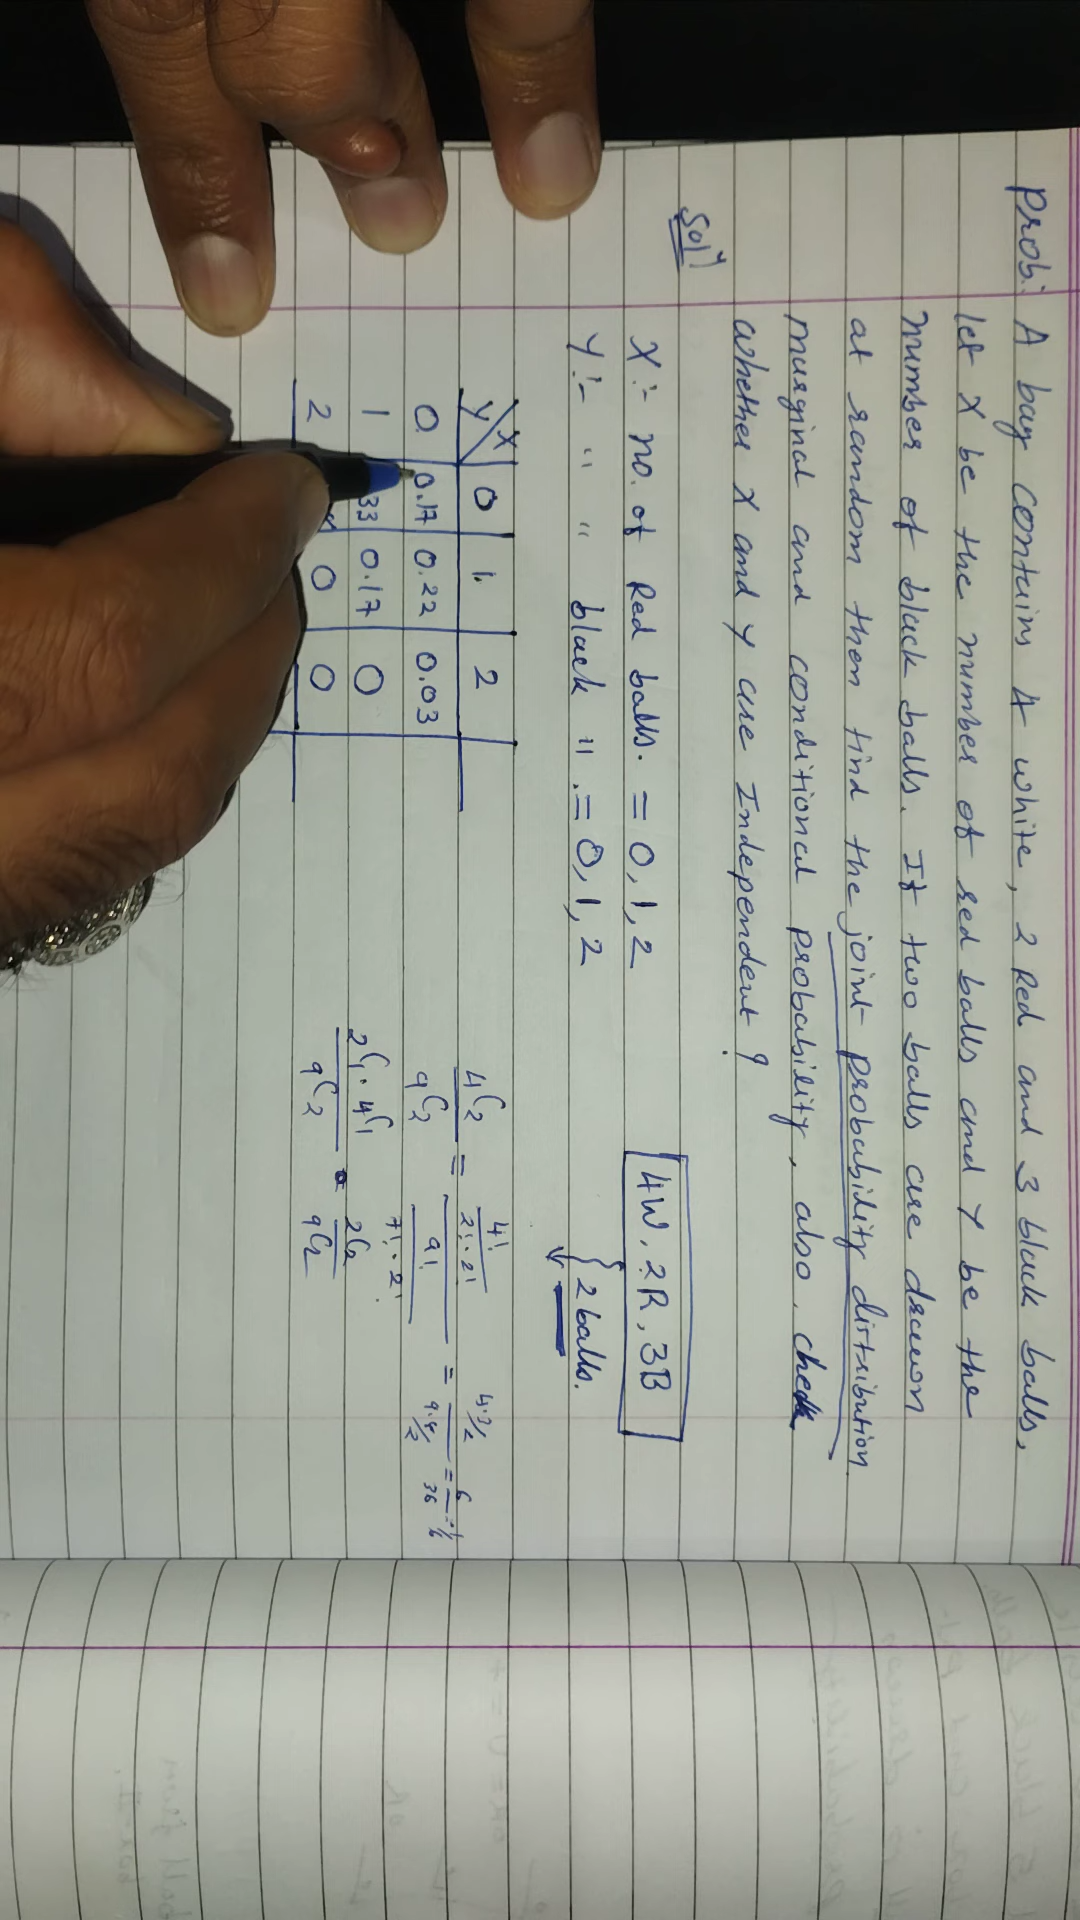 Prob: A bag contains 4 white, 2 Red and 3 black balls,
let X be the number of red balls and Y be the
number of black balls. If two balls are drawn
at random then find the joint probability distribution
marginal and conditional probability, also, check
whether X and Y are Independent ?
Solⁿ
4W, 2R, 3B
X :- no. of Red balls. = 0, 1, 2
2 balls.
Y :- " " black " . = 0, 1, 2
Y X 0 1. 2
0. 0.17 0.22 0.03
1 33 0.17 0
2 0 0
4C2 / 9C2 = 4! / 2!·2! / 9! / 7!·2! = 4·3/2 / 9·8/2 = 6 / 36 = 1/6
2C1·4C1 / 9C2 = 2C2 / 9C2